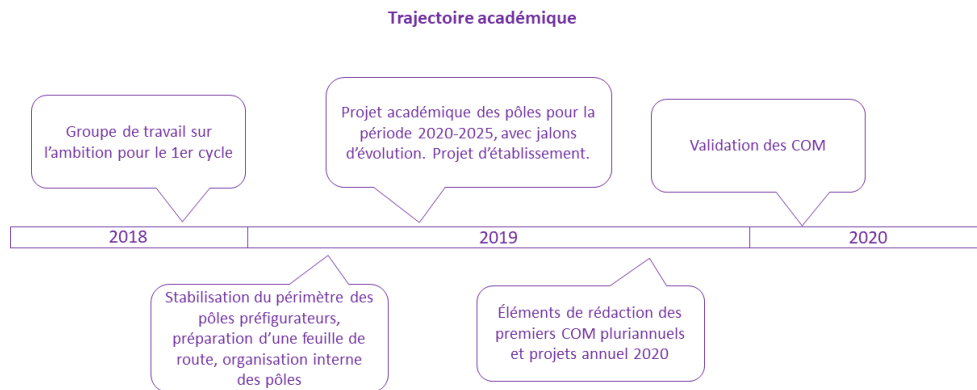 Trajectoire académique
Groupe de travail sur
l'ambition pour le 1er cycle
Projet académique des pôles pour la
période 2020-2025, avec jalons
d'évolution. Projet d'établissement.
Validation des COM
2018
2019
2020
Stabilisation du périmètre des
pôles préfigurateurs,
préparation d'une feuille de
route, organisation interne
des pôles
Éléments de rédaction des
premiers COM pluriannuels
et projets annuel 2020